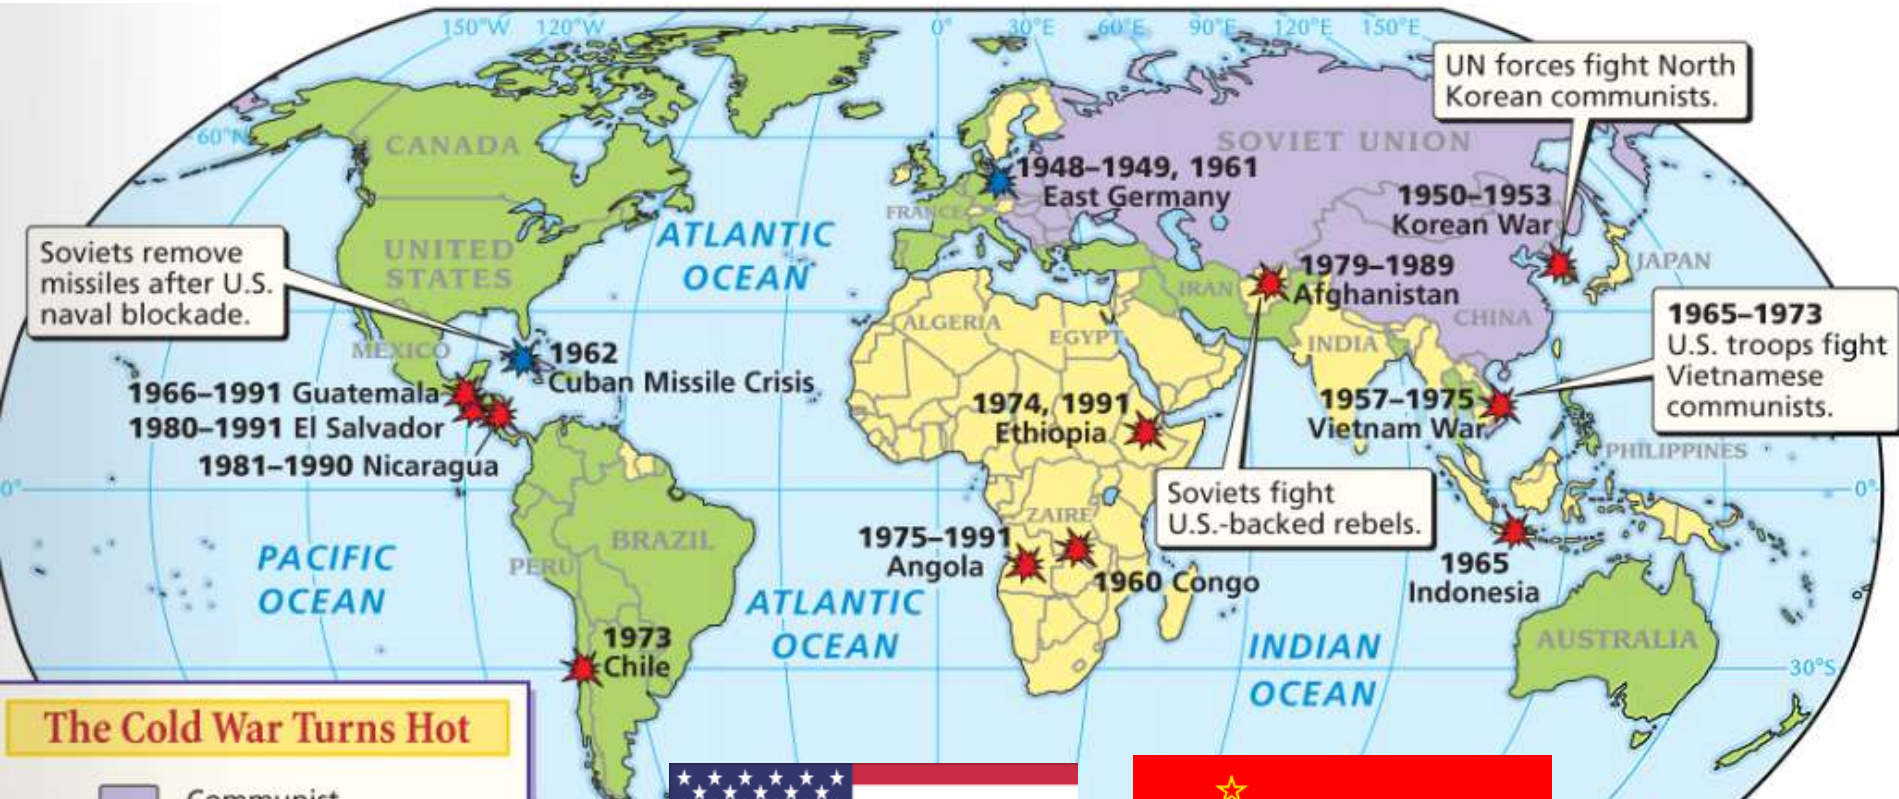 150°W 120°W 0° 30°E 60°E 90°E 120°E 150°E
UN forces fight North
Korean communists.
60°N
CANADA
SOVIET UNION
1948–1949, 1961
East Germany
1950–1953
Korean War
FRANCE
ATLANTIC
OCEAN
Soviets remove
missiles after U.S.
naval blockade.
UNITED
STATES
1979–1989
Afghanistan
JAPAN
IRAN
CHINA
ALGERIA
EGYPT
INDIA
1965–1973
U.S. troops fight
Vietnamese
communists.
MEXICO
1962
Cuban Missile Crisis
1966–1991 Guatemala
1980–1991 El Salvador
1981–1990 Nicaragua
1974, 1991
Ethiopia
1957–1975
Vietnam War
PHILIPPINES
0°
0°
Soviets fight
U.S.-backed rebels.
ZAIRE
BRAZIL
PERU
PACIFIC
OCEAN
1975–1991
Angola
1960 Congo
1965
Indonesia
ATLANTIC
OCEAN
INDIAN
OCEAN
AUSTRALIA
1973
Chile
30°S
The Cold War Turns Hot
Communist